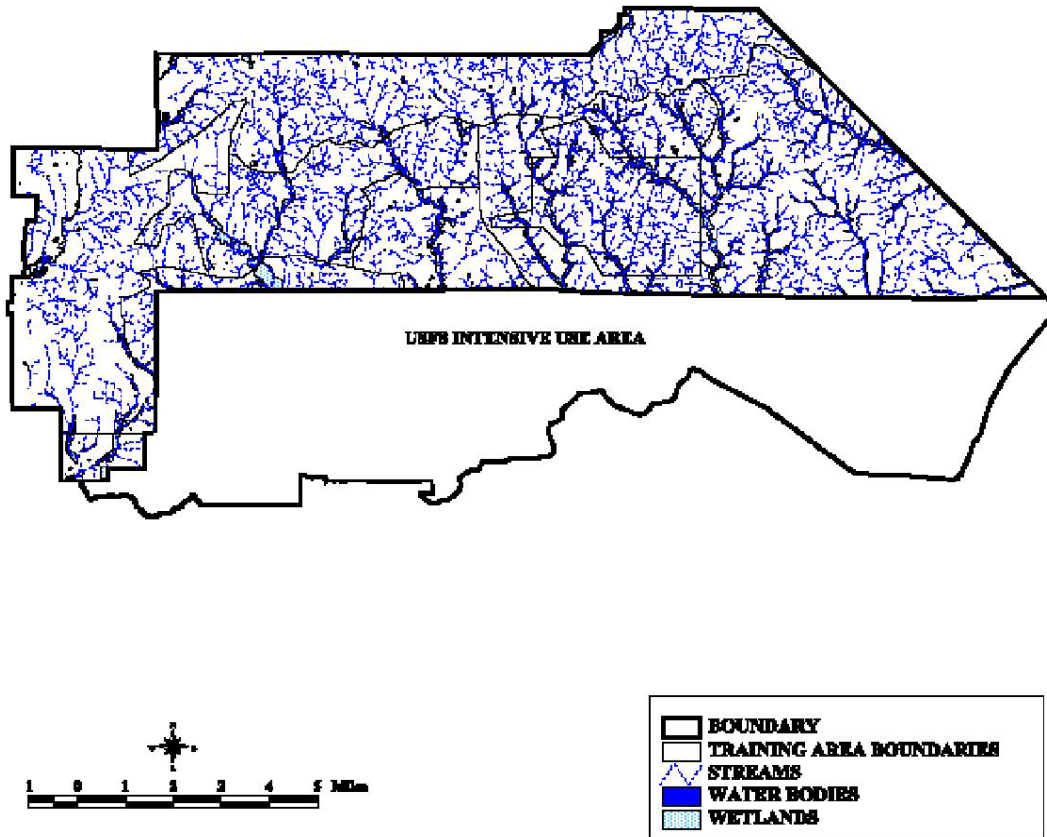 USFS INTENSIVE USE AREA
1 0 1 2 3 4 5 Miles
BOUNDARY
TRAINING AREA BOUNDARIES
STREAMS
WATER BODIES
WETLANDS